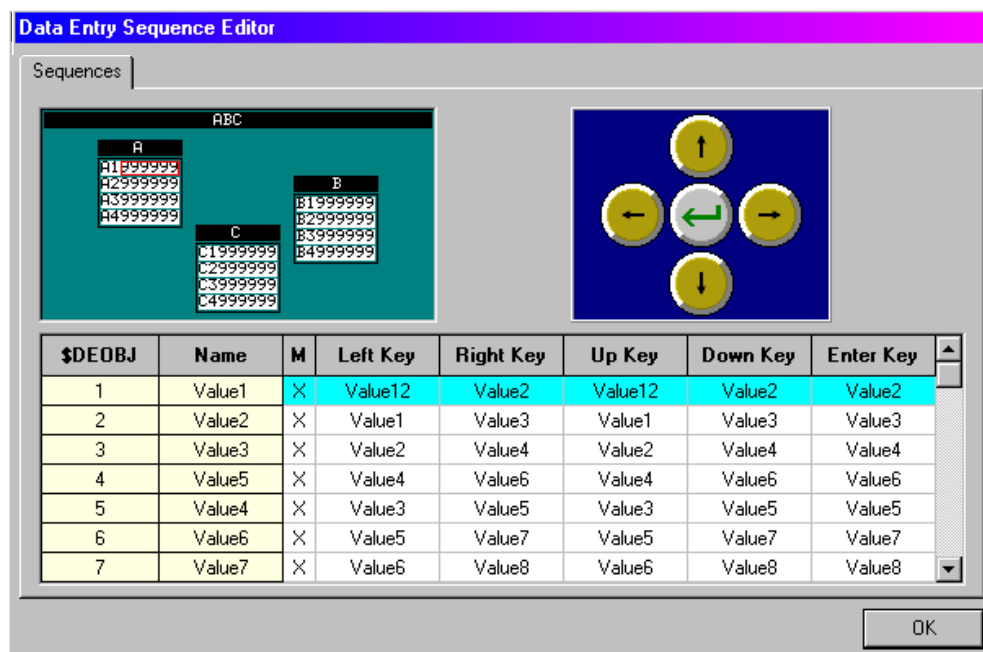 Data Entry Sequence Editor
Sequences
ABC
A
A1999999
A2999999
A3999999
A4999999
B
B1999999
B2999999
B3999999
B4999999
C
C1999999
C2999999
C3999999
C4999999
$DEOBJ Name M Left Key Right Key Up Key Down Key Enter Key
1 Value1 X Value12 Value2 Value12 Value2 Value2
2 Value2 X Value1 Value3 Value1 Value3 Value3
3 Value3 X Value2 Value4 Value2 Value4 Value4
4 Value5 X Value4 Value6 Value4 Value6 Value6
5 Value4 X Value3 Value5 Value3 Value5 Value5
6 Value6 X Value5 Value7 Value5 Value7 Value7
7 Value7 X Value6 Value8 Value6 Value8 Value8
OK